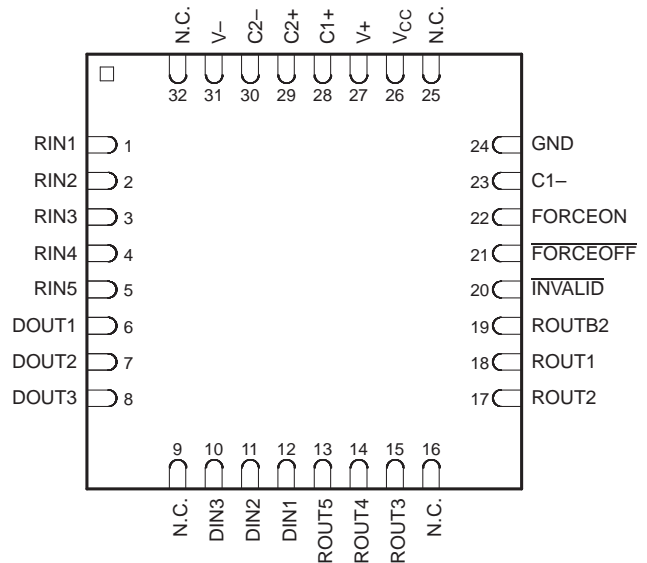 N.C. V– C2– C2+ C1+ V+ VCC N.C.
32 31 30 29 28 27 26 25
RIN1 1 24 GND
RIN2 2 23 C1–
RIN3 3 22 FORCEON
RIN4 4 21 FORCEOFF
RIN5 5 20 INVALID
DOUT1 6 19 ROUTB2
DOUT2 7 18 ROUT1
DOUT3 8 17 ROUT2
9 10 11 12 13 14 15 16
N.C. DIN3 DIN2 DIN1 ROUT5 ROUT4 ROUT3 N.C.